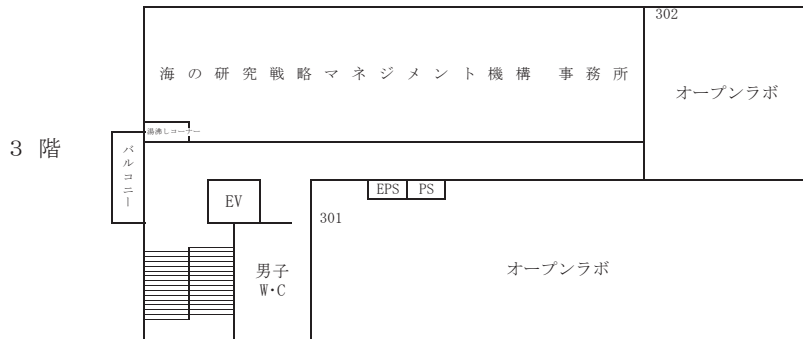 302
海の研究戦略マネジメント機構 事務所
オープンラボ
湯沸しコーナー
3 階
バルコニー
EPS
PS
EV
301
男子
W・C
オープンラボ